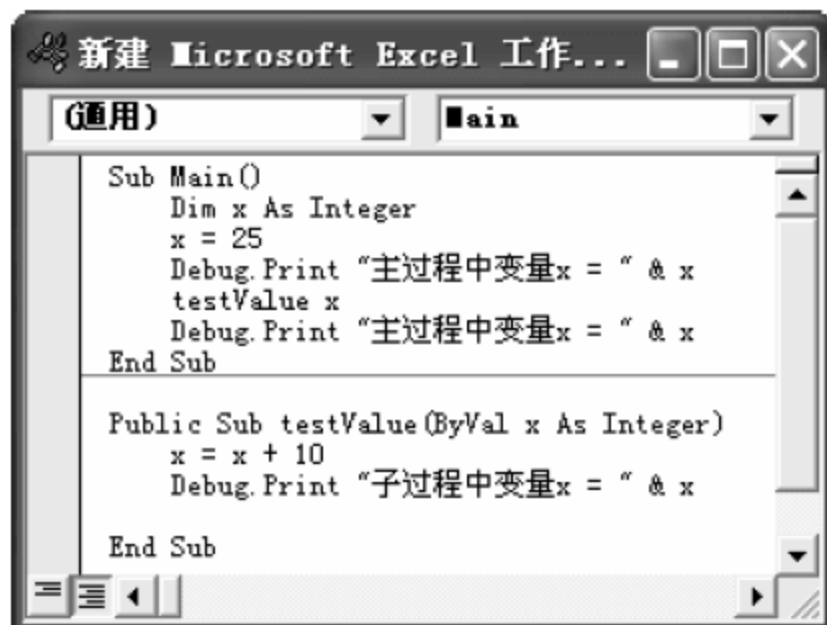 新建 Microsoft Excel 工作...
(通用)
Main
Sub Main()
Dim x As Integer
x = 25
Debug.Print "主过程中变量x = " & x
testValue x
Debug.Print "主过程中变量x = " & x
End Sub
Public Sub testValue(ByVal x As Integer)
x = x + 10
Debug.Print "子过程中变量x = " & x
End Sub